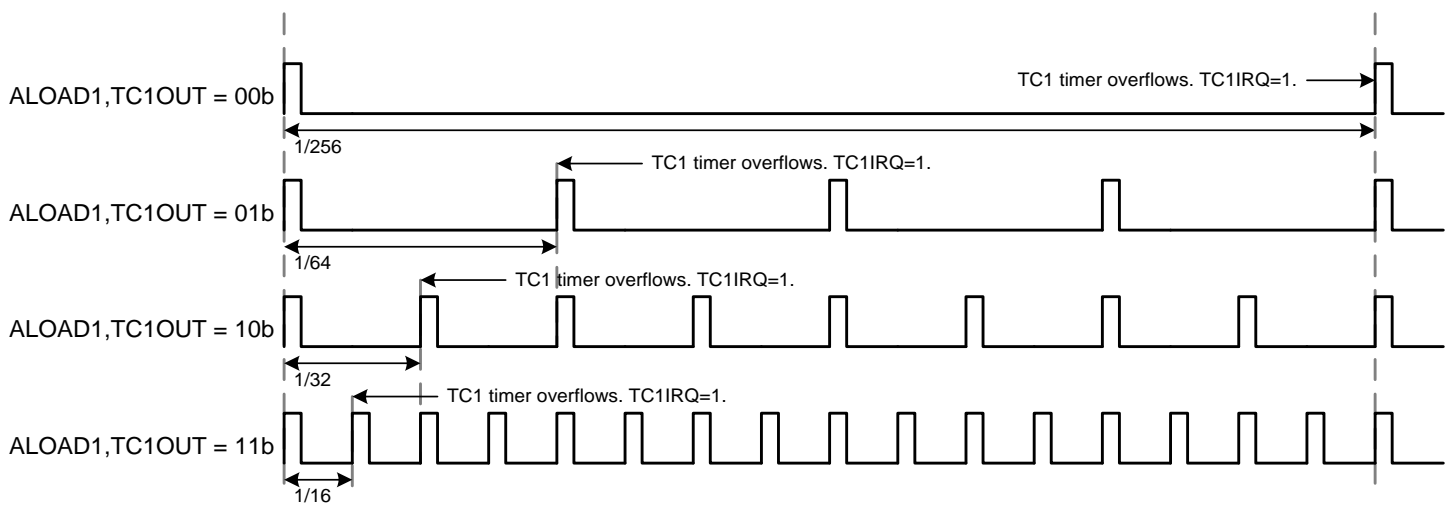 TC1 timer overflows. TC1IRQ=1.
ALOAD1,TC1OUT = 00b
1/256
TC1 timer overflows. TC1IRQ=1.
ALOAD1,TC1OUT = 01b
1/64
TC1 timer overflows. TC1IRQ=1.
ALOAD1,TC1OUT = 10b
1/32
TC1 timer overflows. TC1IRQ=1.
ALOAD1,TC1OUT = 11b
1/16